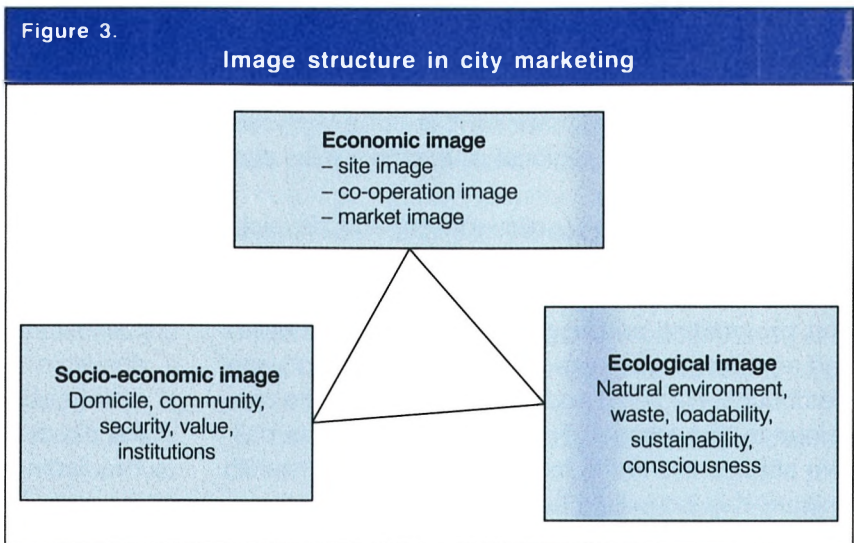 Figure 3.
Image structure in city marketing
Economic image
– site image
– co-operation image
– market image
Socio-economic image
Domicile, community,
security, value,
institutions
Ecological image
Natural environment,
waste, loadability,
sustainability,
consciousness